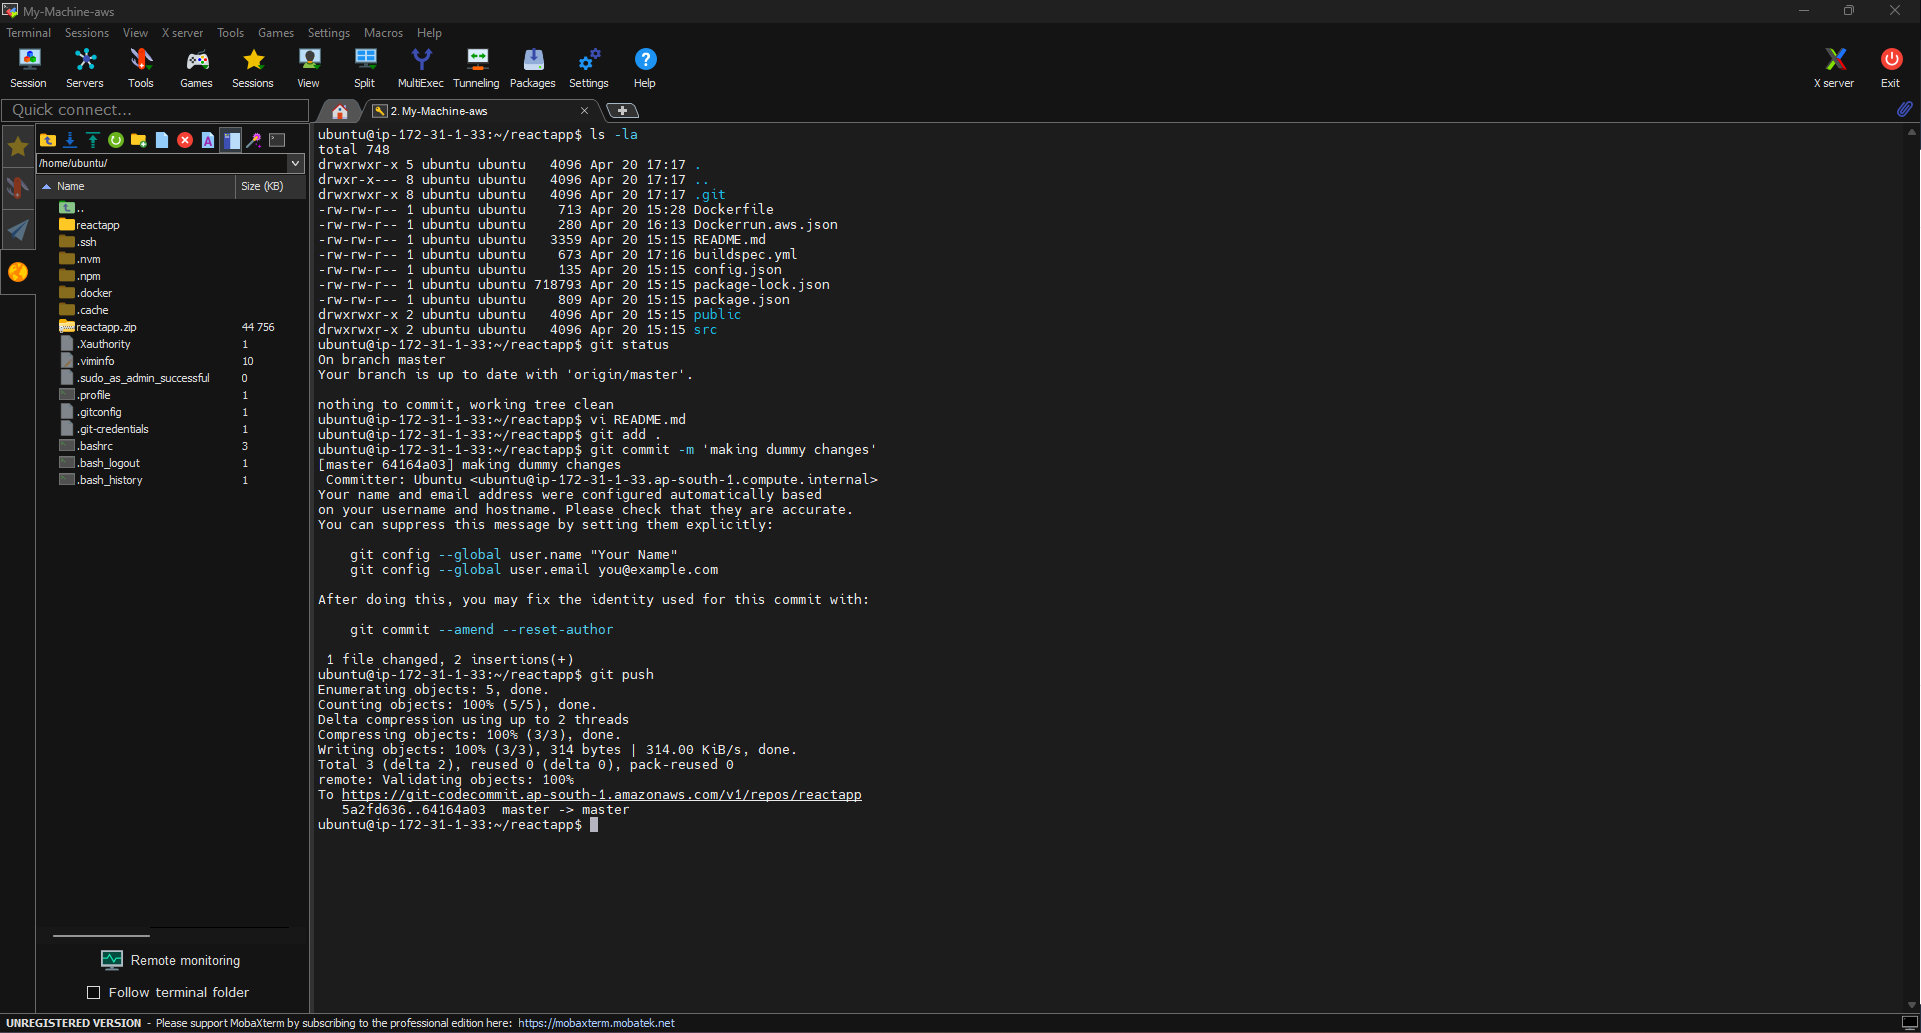 My-Machine-aws
Terminal Sessions View X server Tools Games Settings Macros Help
Session Servers Tools Games Sessions View Split MultiExec Tunneling Packages Settings Help X server Exit
Quick connect...
2. My-Machine-aws
/home/ubuntu/
Name Size (KB)
..
reactapp
.ssh
.nvm
.npm
.docker
.cache
reactapp.zip 44 756
.Xauthority 1
.viminfo 10
.sudo_as_admin_successful 0
.profile 1
.gitconfig 1
.git-credentials 1
.bashrc 3
.bash_logout 1
.bash_history 1
Remote monitoring
Follow terminal folder
ubuntu@ip-172-31-1-33:~/reactapp$ ls -la
total 748
drwxrwxr-x 5 ubuntu ubuntu   4096 Apr 20 17:17 .
drwxr-x--- 8 ubuntu ubuntu   4096 Apr 20 17:17 ..
drwxrwxr-x 8 ubuntu ubuntu   4096 Apr 20 17:17 .git
-rw-rw-r-- 1 ubuntu ubuntu    713 Apr 20 15:28 Dockerfile
-rw-rw-r-- 1 ubuntu ubuntu    280 Apr 20 16:13 Dockerrun.aws.json
-rw-rw-r-- 1 ubuntu ubuntu   3359 Apr 20 15:15 README.md
-rw-rw-r-- 1 ubuntu ubuntu    673 Apr 20 17:16 buildspec.yml
-rw-rw-r-- 1 ubuntu ubuntu    135 Apr 20 15:15 config.json
-rw-rw-r-- 1 ubuntu ubuntu 718793 Apr 20 15:15 package-lock.json
-rw-rw-r-- 1 ubuntu ubuntu    809 Apr 20 15:15 package.json
drwxrwxr-x 2 ubuntu ubuntu   4096 Apr 20 15:15 public
drwxrwxr-x 2 ubuntu ubuntu   4096 Apr 20 15:15 src
ubuntu@ip-172-31-1-33:~/reactapp$ git status
On branch master
Your branch is up to date with 'origin/master'.
nothing to commit, working tree clean
ubuntu@ip-172-31-1-33:~/reactapp$ vi README.md
ubuntu@ip-172-31-1-33:~/reactapp$ git add .
ubuntu@ip-172-31-1-33:~/reactapp$ git commit -m 'making dummy changes'
[master 64164a03] making dummy changes
Committer: Ubuntu <ubuntu@ip-172-31-1-33.ap-south-1.compute.internal>
Your name and email address were configured automatically based
on your username and hostname. Please check that they are accurate.
You can suppress this message by setting them explicitly:
git config --global user.name "Your Name"
git config --global user.email you@example.com
After doing this, you may fix the identity used for this commit with:
git commit --amend --reset-author
1 file changed, 2 insertions(+)
ubuntu@ip-172-31-1-33:~/reactapp$ git push
Enumerating objects: 5, done.
Counting objects: 100% (5/5), done.
Delta compression using up to 2 threads
Compressing objects: 100% (3/3), done.
Writing objects: 100% (3/3), 314 bytes | 314.00 KiB/s, done.
Total 3 (delta 2), reused 0 (delta 0), pack-reused 0
remote: Validating objects: 100%
To https://git-codecommit.ap-south-1.amazonaws.com/v1/repos/reactapp
5a2fd636..64164a03  master -> master
ubuntu@ip-172-31-1-33:~/reactapp$
UNREGISTERED VERSION - Please support MobaXterm by subscribing to the professional edition here: https://mobaxterm.mobatek.net